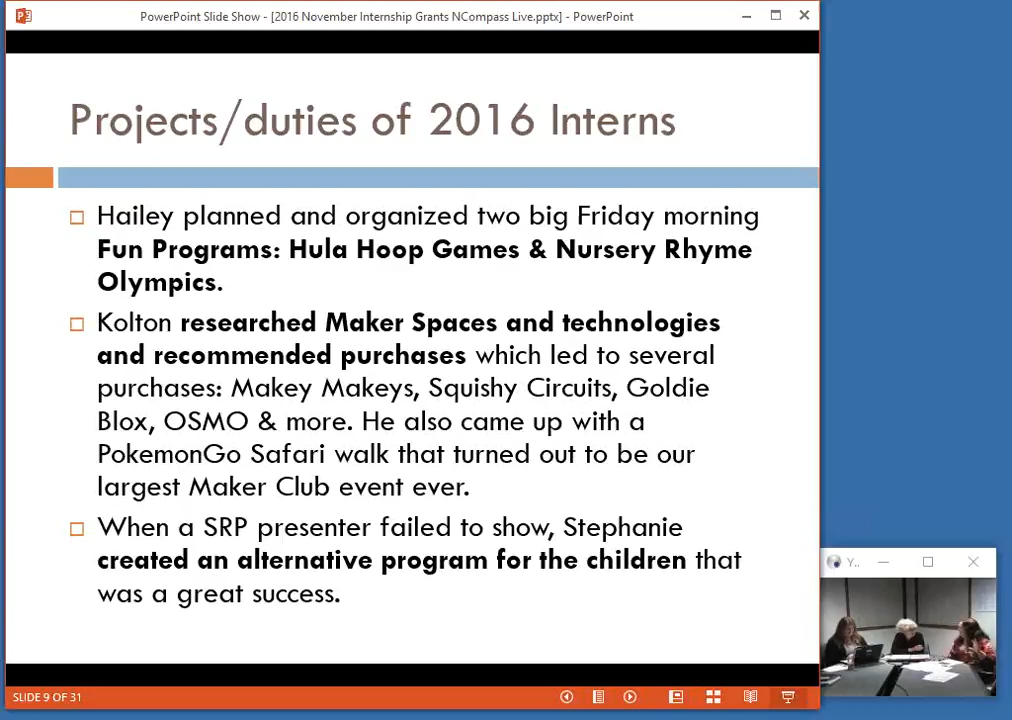 PowerPoint Slide Show - [2016 November Internship Grants NCompass Live.pptx] - PowerPoint
Projects/duties of 2016 Interns
Hailey planned and organized two big Friday morning
Fun Programs: Hula Hoop Games & Nursery Rhyme
Olympics.
Kolton researched Maker Spaces and technologies
and recommended purchases which led to several
purchases: Makey Makeys, Squishy Circuits, Goldie
Blox, OSMO & more. He also came up with a
PokemonGo Safari walk that turned out to be our
largest Maker Club event ever.
When a SRP presenter failed to show, Stephanie
created an alternative program for the children that
was a great success.
Y..
SLIDE 9 OF 31